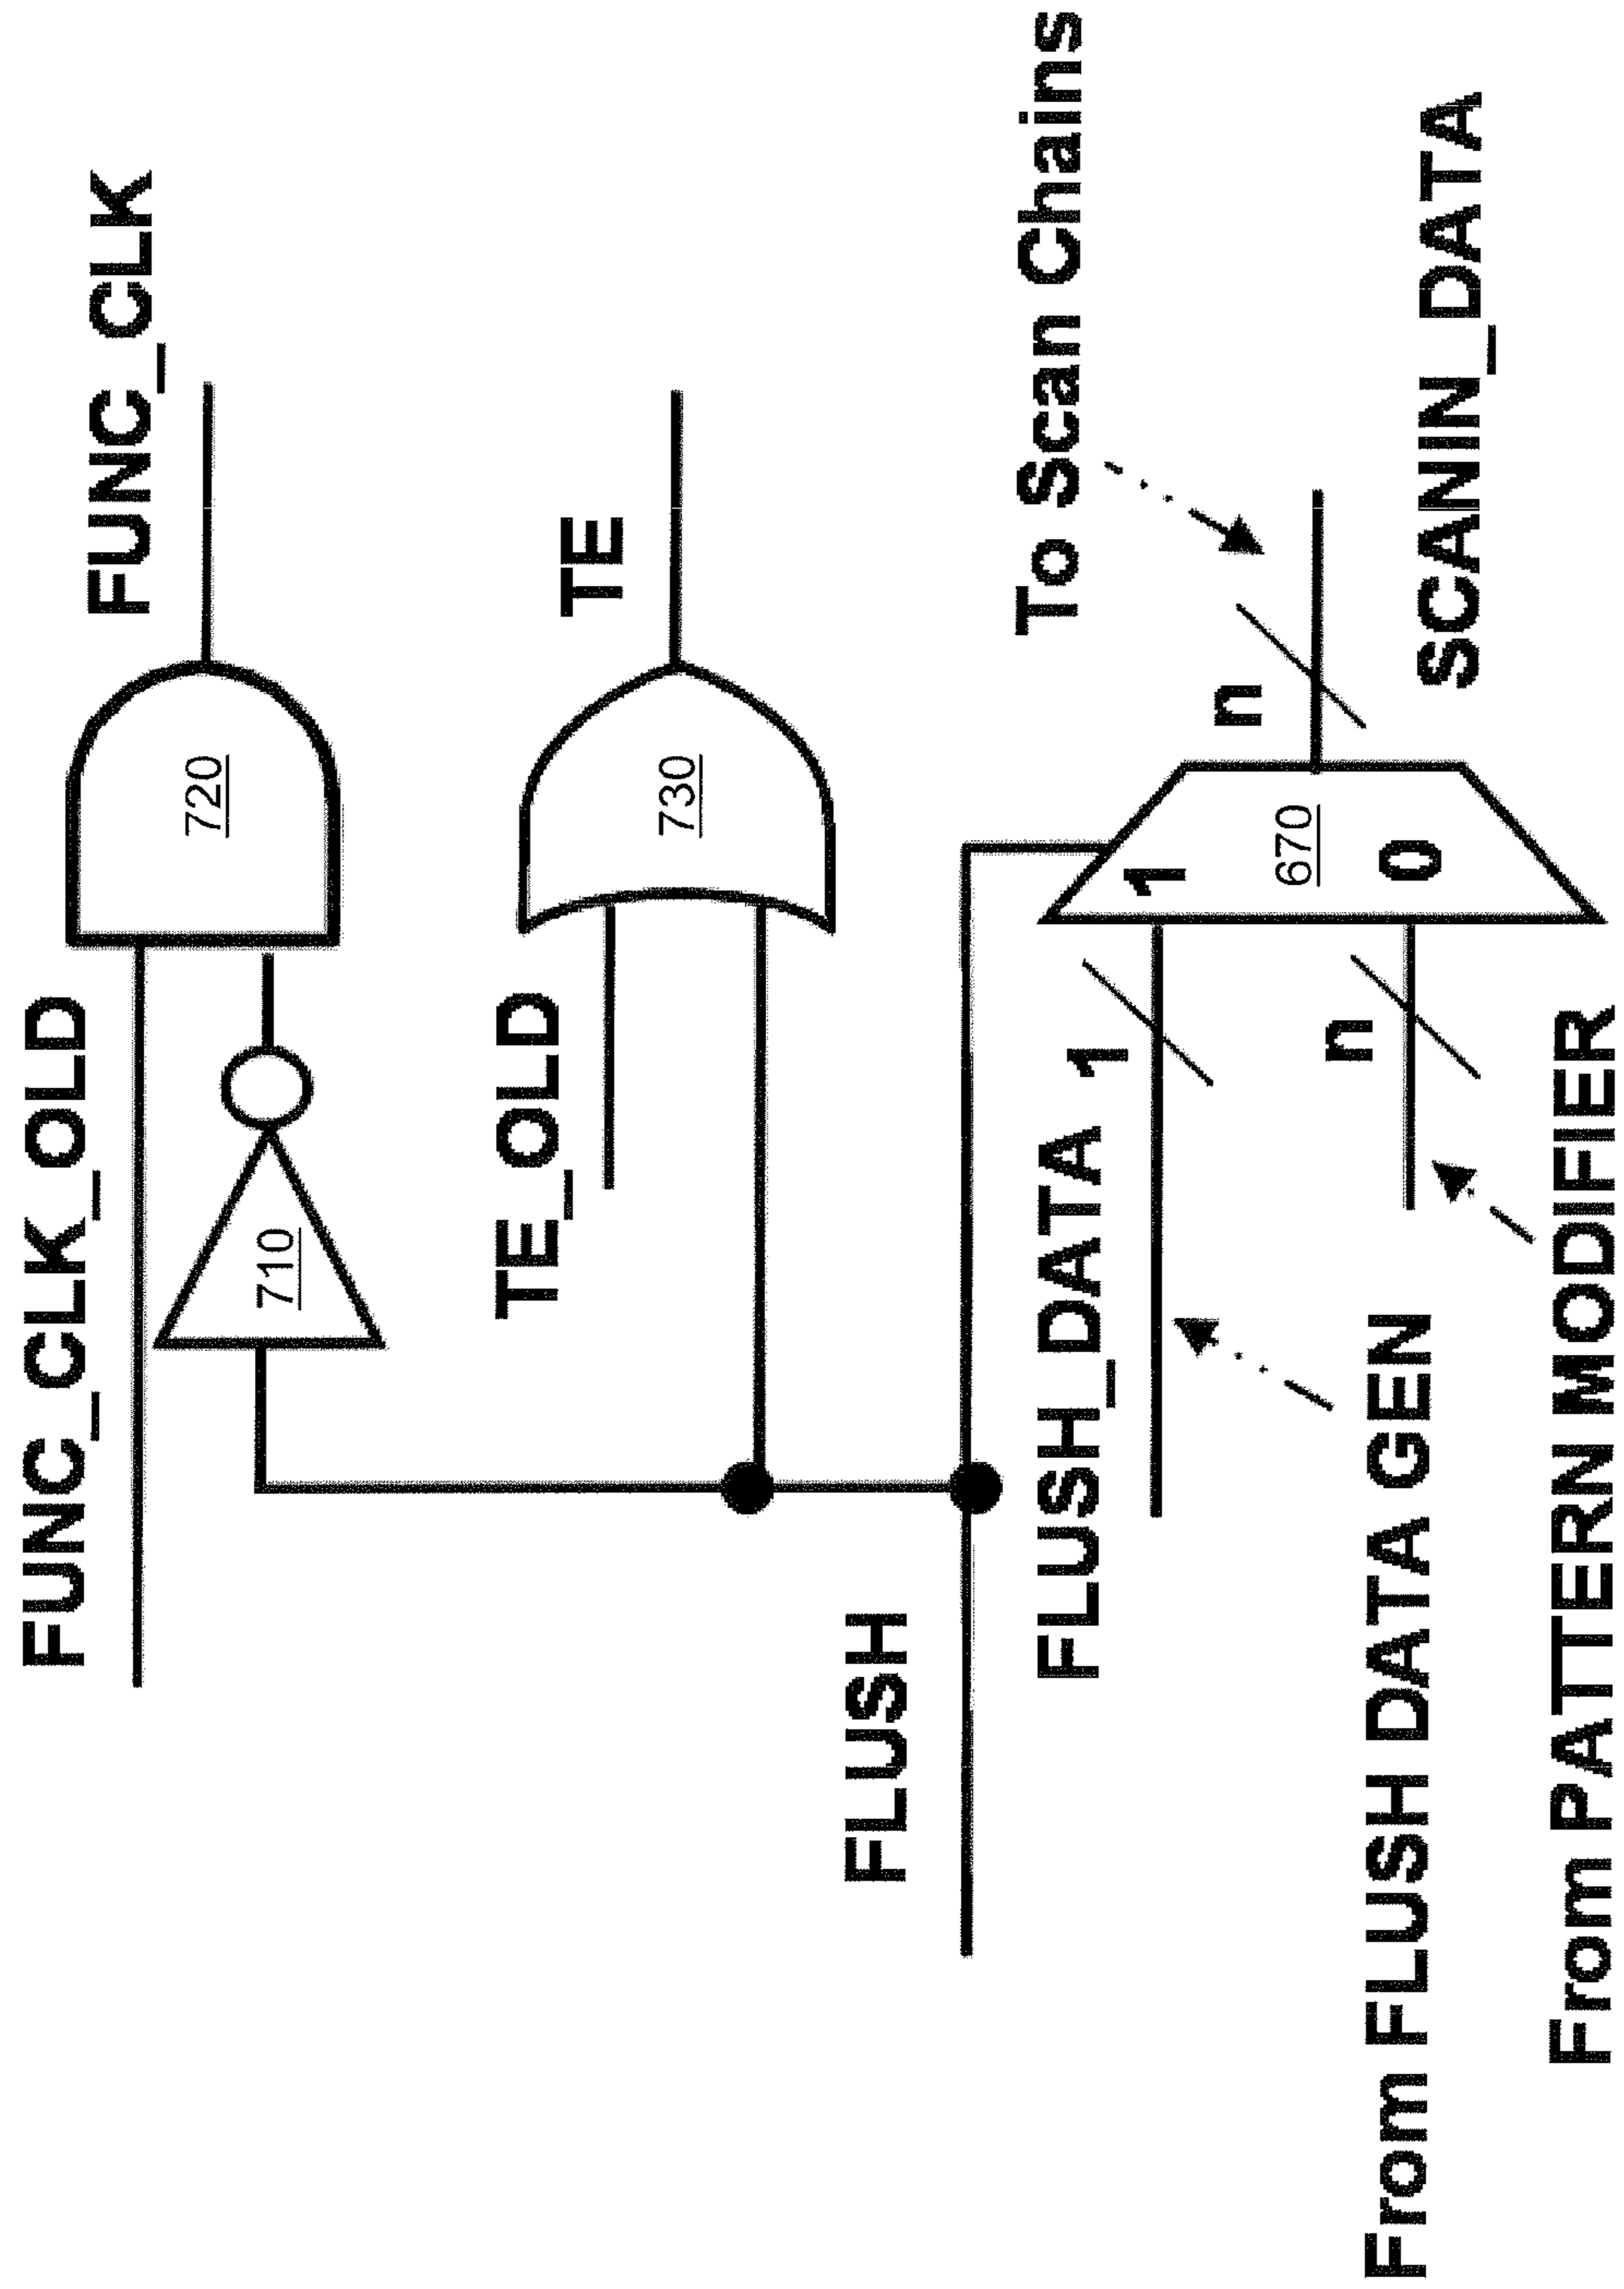 FUNC_CLK_OLD
FUNC_CLK
710
720
TE_OLD
TE
730
FLUSH
FLUSH_DATA
1
To Scan Chains
n
1
670
0
n
SCANIN_DATA
From FLUSH DATA GEN
From PATTERN MODIFIER